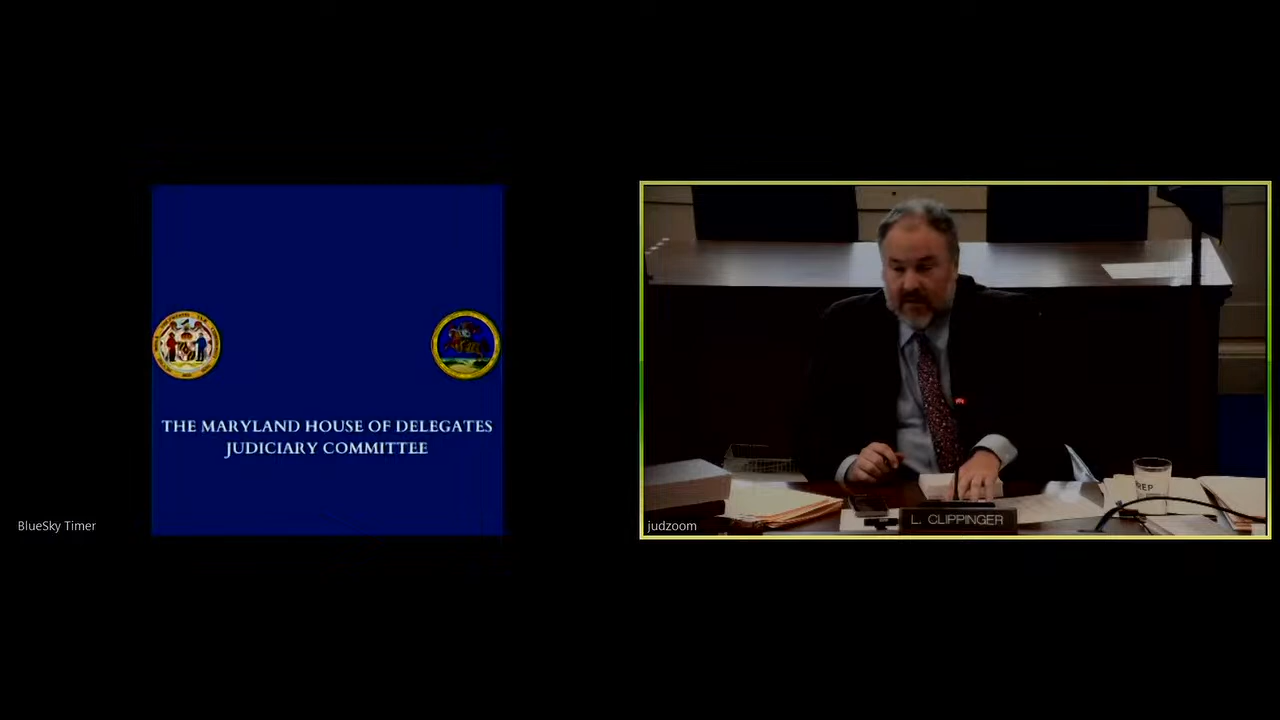 THE MARYLAND HOUSE OF DELEGATES
JUDICIARY COMMITTEE
BlueSky Timer
judzoom
L. CLIPPINGER